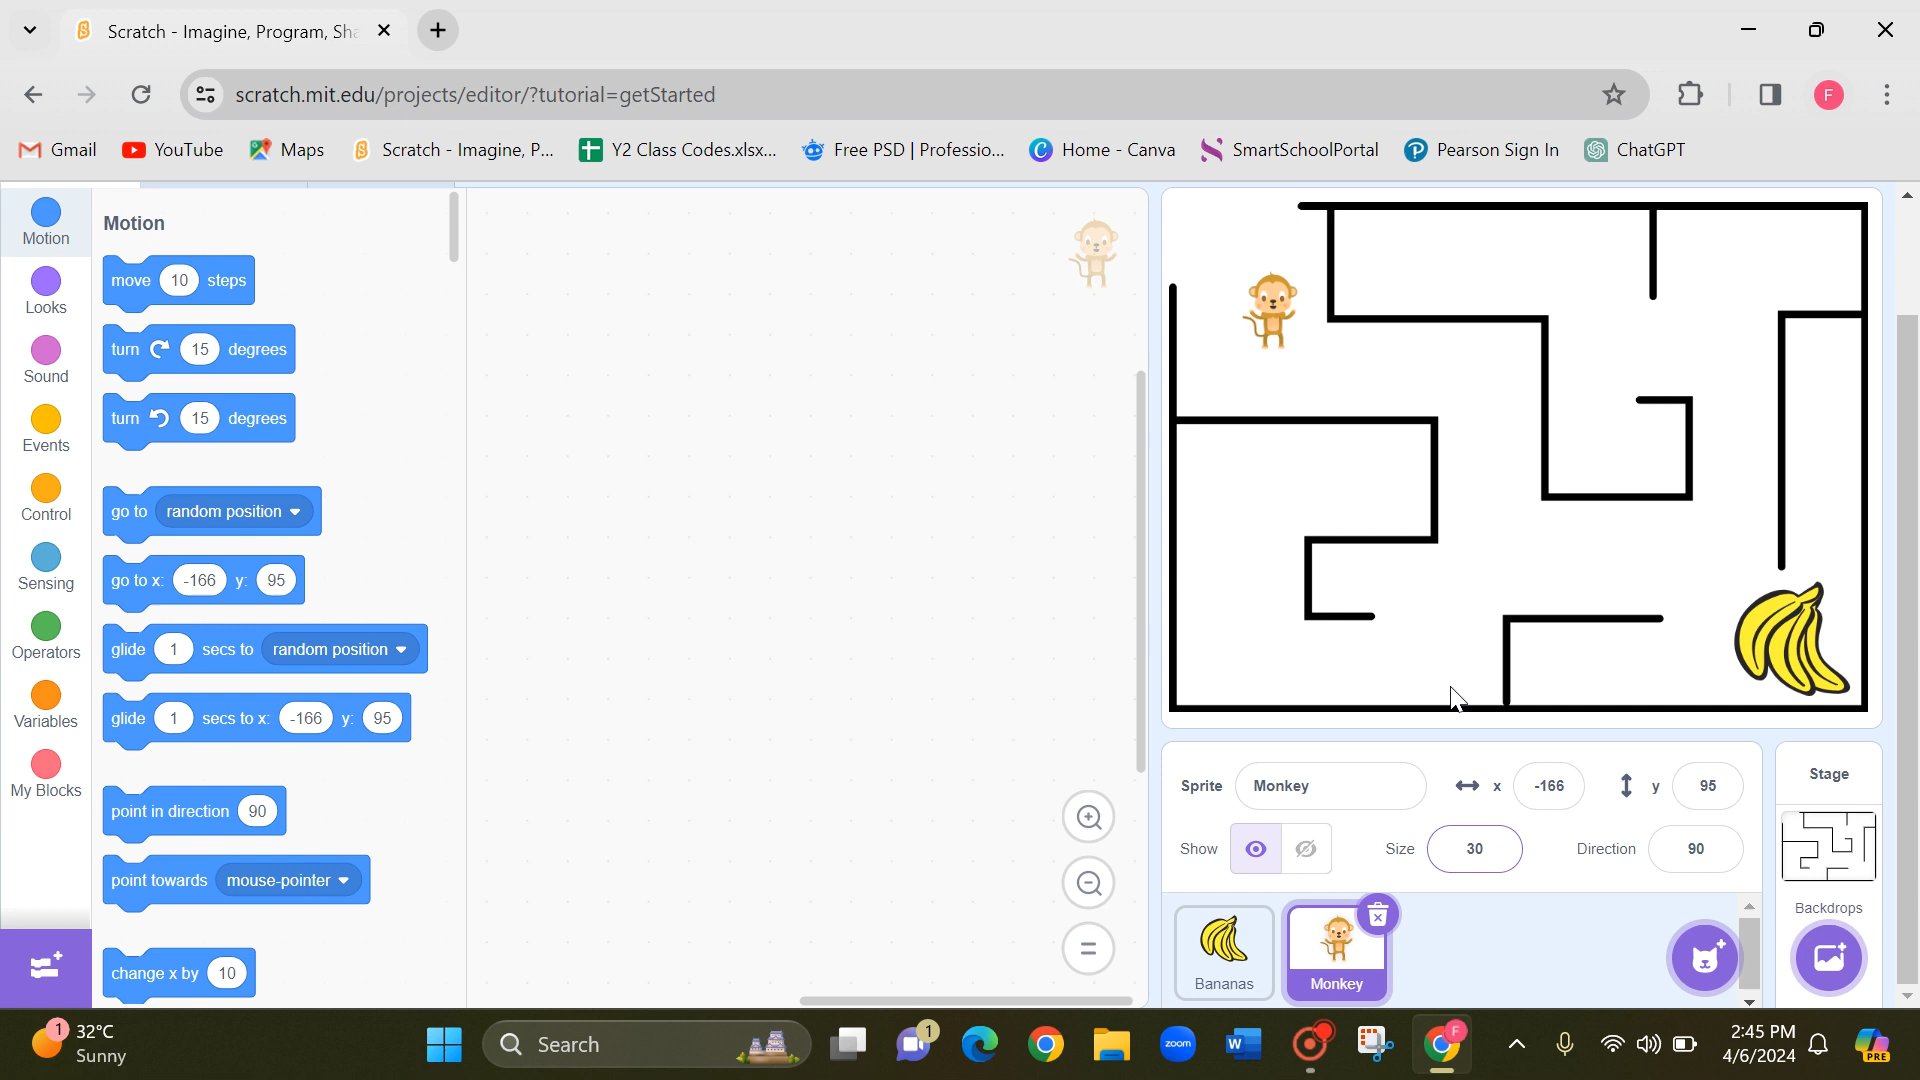 Scratch - Imagine, Program, Sha
scratch.mit.edu/projects/editor/?tutorial=getStarted
F
Gmail YouTube Maps Scratch - Imagine, P... Y2 Class Codes.xlsx... Free PSD | Professio... Home - Canva SmartSchoolPortal Pearson Sign In ChatGPT
Motion
Looks
Sound
Events
Control
Sensing
Operators
Variables
My Blocks
Motion
move 10 steps
turn 15 degrees
turn 15 degrees
go to random position
go to x: -166 y: 95
glide 1 secs to random position
glide 1 secs to x: -166 y: 95
point in direction 90
point towards mouse-pointer
change x by 10
Sprite Monkey x -166 y 95
Show Size 30 Direction 90
Bananas
Monkey
Stage
Backdrops
1
32°C
Sunny
Search
1
zoom
W
F
2:45 PM
4/6/2024
PRE